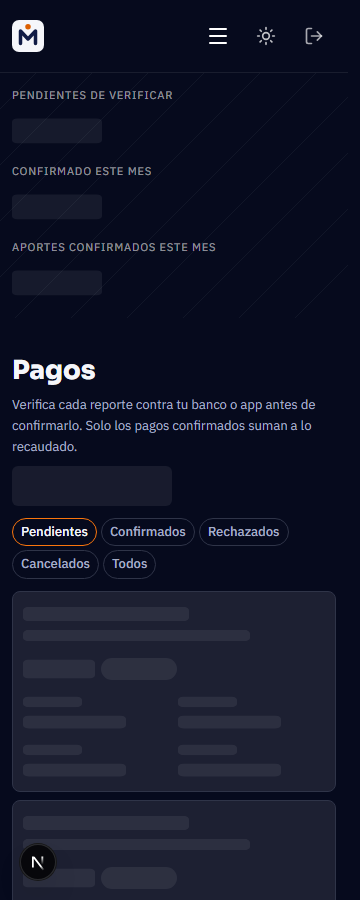 M
PENDIENTES DE VERIFICAR
CONFIRMADO ESTE MES
APORTES CONFIRMADOS ESTE MES
Pagos
Verifica cada reporte contra tu banco o app antes de
confirmarlo. Solo los pagos confirmados suman a lo
recaudado.
Pendientes Confirmados Rechazados
Cancelados Todos
N